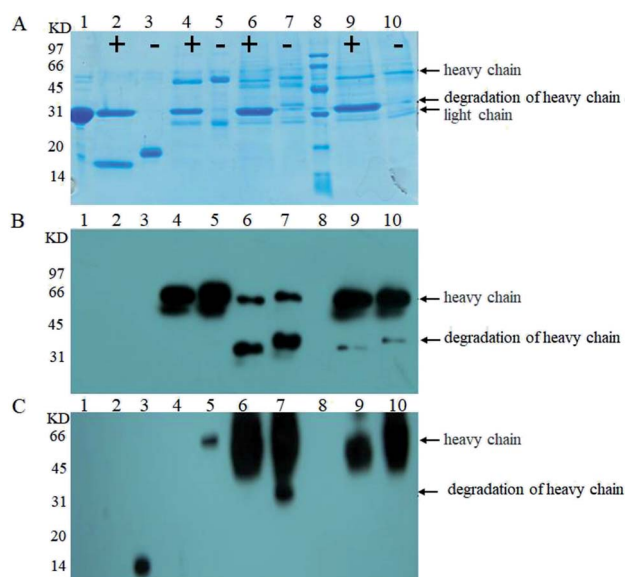 A KD 1 2 3 4 5 6 7 8 9 10
+ - + - + - + -
97
66 heavy chain
45
degradation of heavy chain
31 light chain
20
14
B KD 1 2 3 4 5 6 7 8 9 10
97
66 heavy chain
45
degradation of heavy chain
31
C KD 1 2 3 4 5 6 7 8 9 10
66 heavy chain
45
31 degradation of heavy chain
20
14